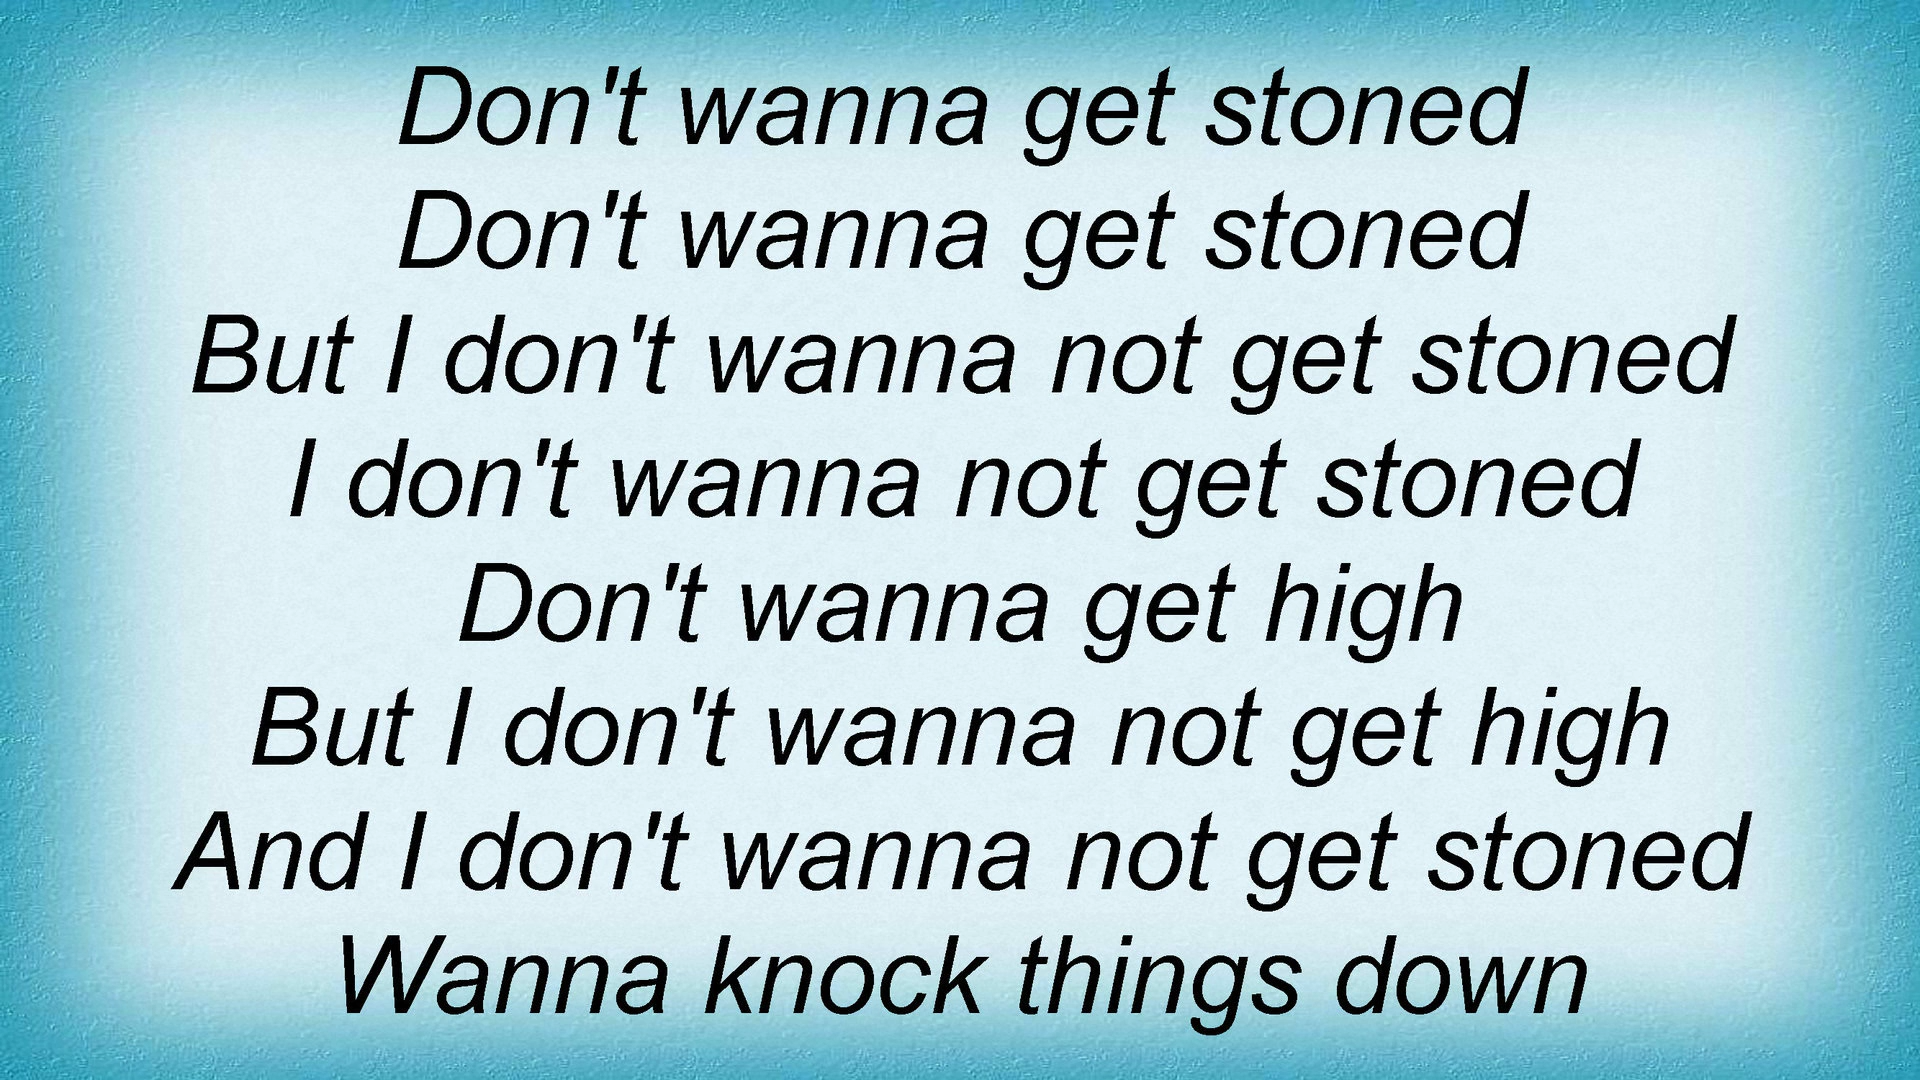 Don't wanna get stoned
Don't wanna get stoned
But I don't wanna not get stoned
I don't wanna not get stoned
Don't wanna get high
But I don't wanna not get high
And I don't wanna not get stoned
Wanna knock things down